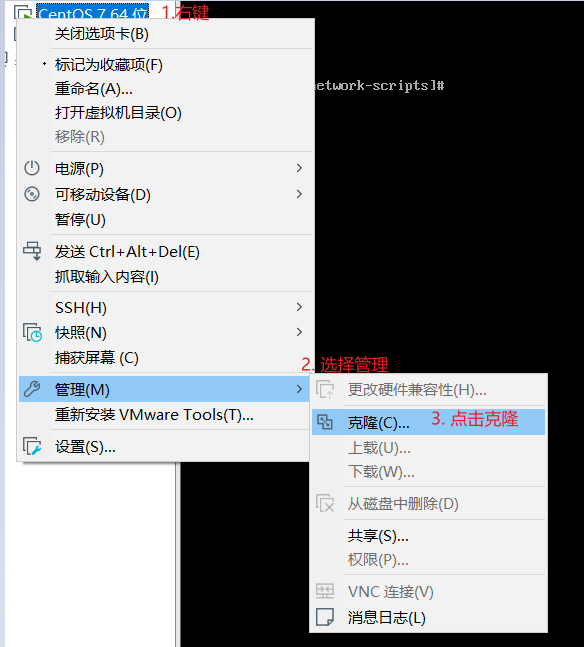 CentOS 7 64 位
1.右键
关闭选项卡(B)
标记为收藏项(F)
重命名(A)...
etwork-scripts]#
打开虚拟机目录(O)
移除(R)
电源(P)
可移动设备(D)
暂停(U)
发送 Ctrl+Alt+Del(E)
抓取输入内容(I)
SSH(H)
快照(N)
捕获屏幕 (C)
2. 选择管理
管理(M)
更改硬件兼容性(H)...
重新安装 VMware Tools(T)...
克隆(C)...
3. 点击克隆
设置(S)...
上载(U)...
下载(W)...
从磁盘中删除(D)
共享(S)...
权限(P)...
VNC 连接(V)
消息日志(L)